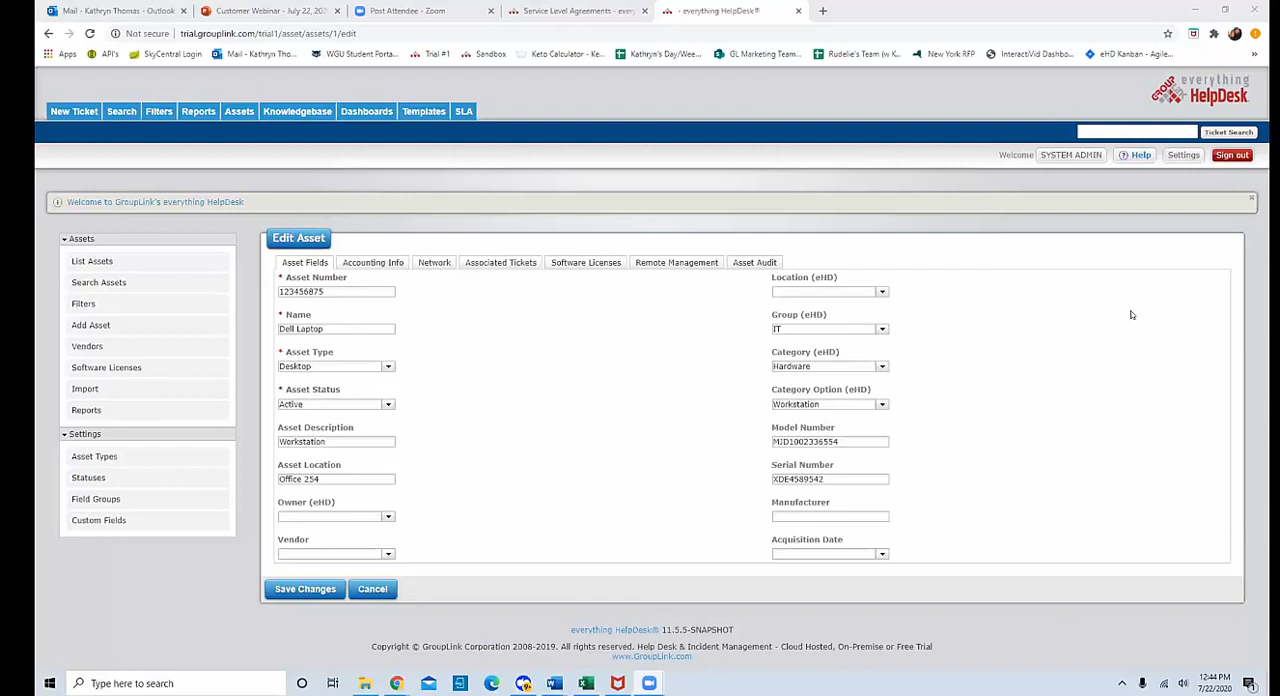 Mail - Kathryn Thomas - Outlook × Customer Webinar - July 22, 202 × Post Attendee - Zoom × Service Level Agreements - every × - everything HelpDesk® × +
Not secure | trial.grouplink.com/trial1/asset/assets/1/edit
Apps API's SkyCentral Login Mail - Kathryn Tho... WGU Student Porta... Trial #1 Sandbox Keto Calculator - Ke... Kathryn's Day/Wee... GL Marketing Team... Rudelie's Team (w K... New York RFP InteractiVid Dashbo... eHD Kanban - Agile... »
GROUP everything HelpDesk®
New Ticket Search Filters Reports Assets Knowledgebase Dashboards Templates SLA
Ticket Search
Welcome SYSTEM ADMIN Help Settings Sign out
Welcome to GroupLink's everything HelpDesk
Assets
List Assets
Search Assets
Filters
Add Asset
Vendors
Software Licenses
Import
Reports
Settings
Asset Types
Statuses
Field Groups
Custom Fields
Edit Asset
Asset Fields Accounting Info Network Associated Tickets Software Licenses Remote Management Asset Audit
* Asset Number
123456875
* Name
Dell Laptop
* Asset Type
Desktop
* Asset Status
Active
Asset Description
Workstation
Asset Location
Office 254
Owner (eHD)
Vendor
Location (eHD)
Group (eHD)
IT
Category (eHD)
Hardware
Category Option (eHD)
Workstation
Model Number
MJD1002336554
Serial Number
XDE4589542
Manufacturer
Acquisition Date
Save Changes Cancel
everything HelpDesk® 11.5.5-SNAPSHOT
Copyright © GroupLink Corporation 2008-2019. All rights reserved. Help Desk & Incident Management - Cloud Hosted, On-Premise or Free Trial
www.GroupLink.com
Type here to search
12:44 PM
7/22/2020